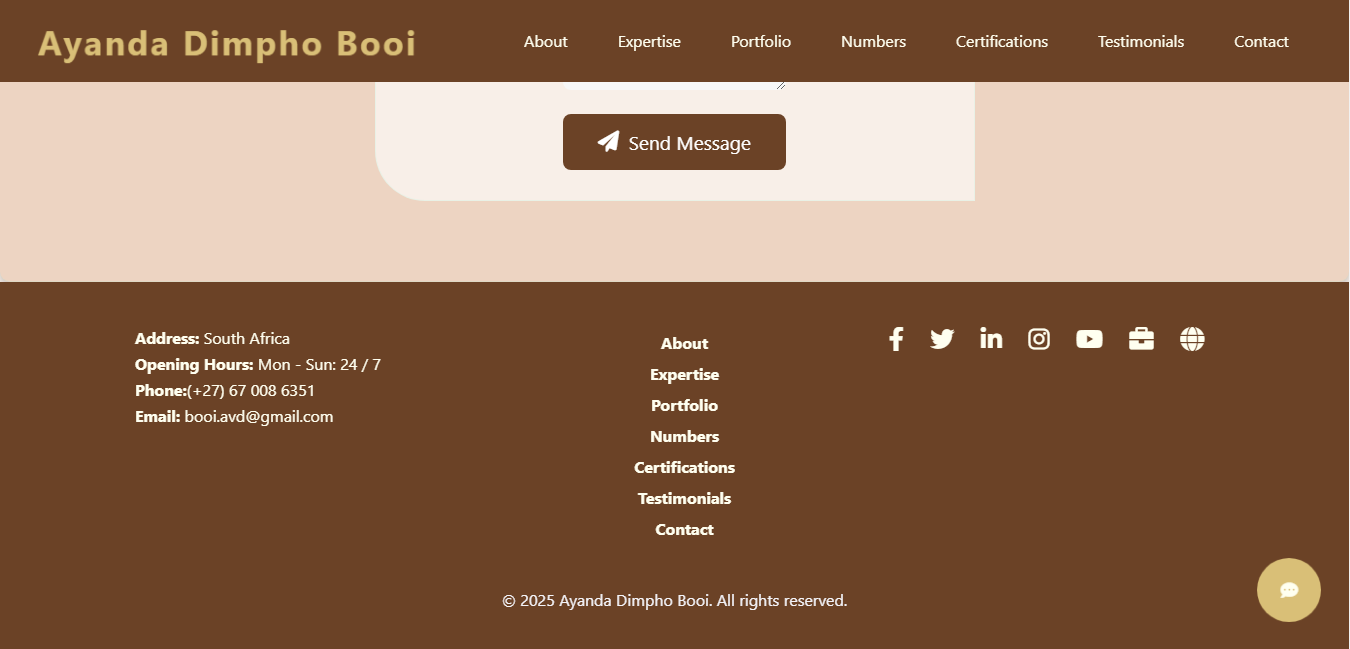 Ayanda Dimpho Booi
About Expertise Portfolio Numbers Certifications Testimonials Contact
Send Message
Address: South Africa
Opening Hours: Mon - Sun: 24 / 7
Phone:(+27) 67 008 6351
Email: booi.avd@gmail.com
About
Expertise
Portfolio
Numbers
Certifications
Testimonials
Contact
© 2025 Ayanda Dimpho Booi. All rights reserved.